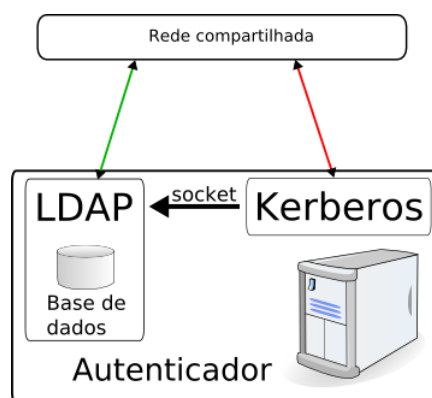 Rede compartilhada
LDAP
socket
Kerberos
Base de
dados
Autenticador